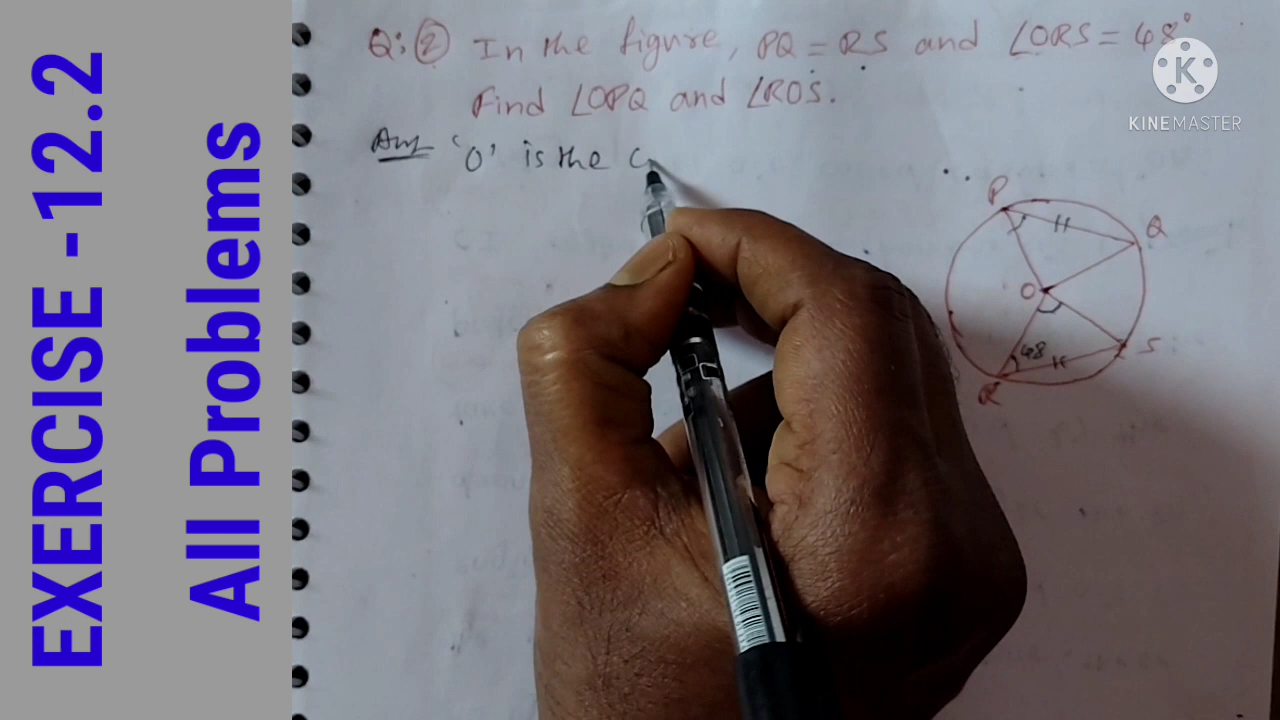 EXERCISE -12.2
All Problems
Q:② In the figure, PQ = RS and ∠ORS = 48°
Find ∠OPQ and ∠ROS.
Ans 'O' is the c
KINEMASTER
P
Q
O
S
48
R